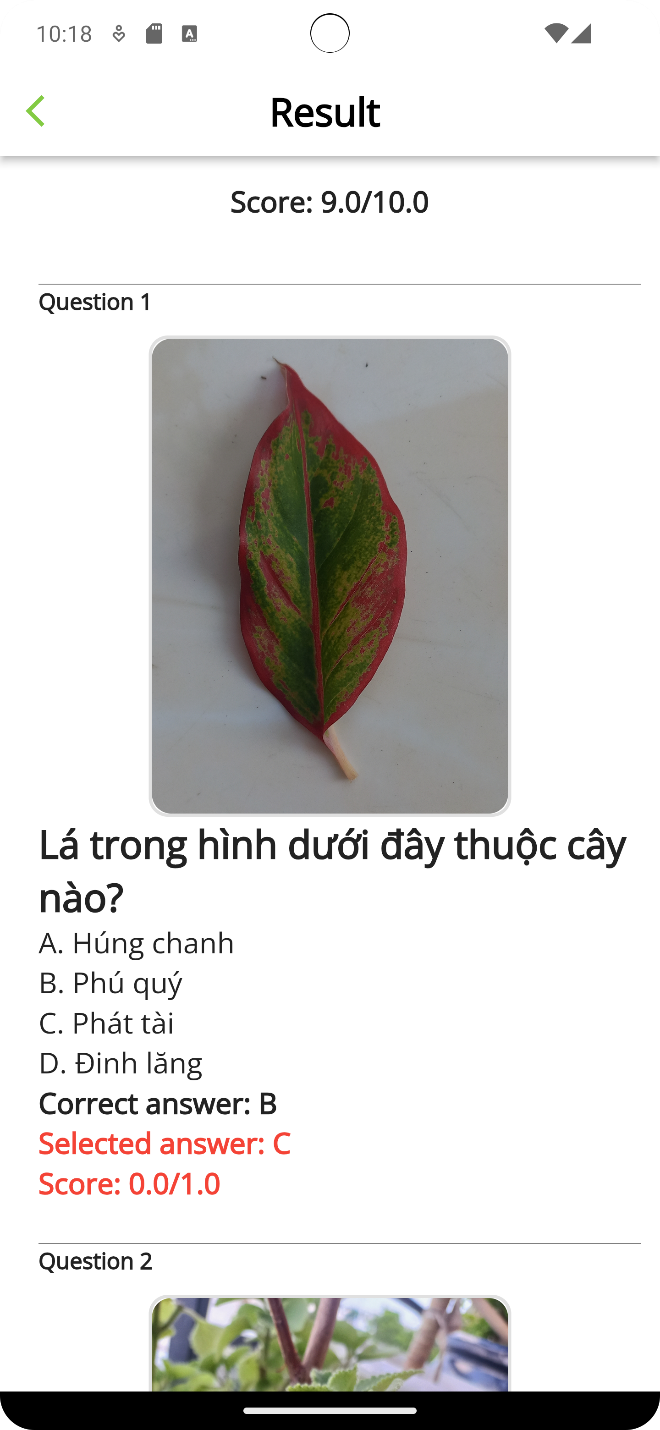 10:18
A
Result
Score: 9.0/10.0
Question 1
Lá trong hình dưới đây thuộc cây
nào?
A. Húng chanh
B. Phú quý
C. Phát tài
D. Đinh lăng
Correct answer: B
Selected answer: C
Score: 0.0/1.0
Question 2